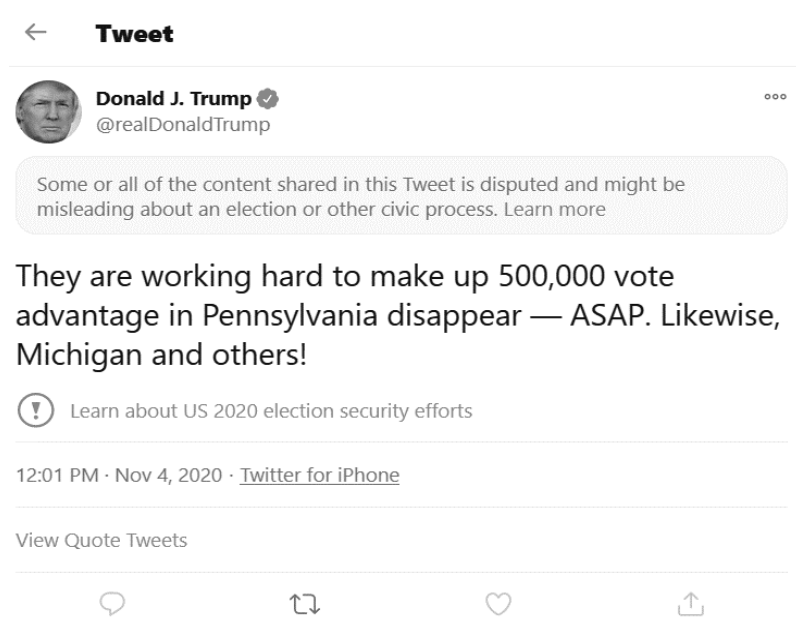 Tweet
Donald J. Trump
@realDonaldTrump
Some or all of the content shared in this Tweet is disputed and might be
misleading about an election or other civic process. Learn more
They are working hard to make up 500,000 vote
advantage in Pennsylvania disappear — ASAP. Likewise,
Michigan and others!
Learn about US 2020 election security efforts
12:01 PM · Nov 4, 2020 · Twitter for iPhone
View Quote Tweets